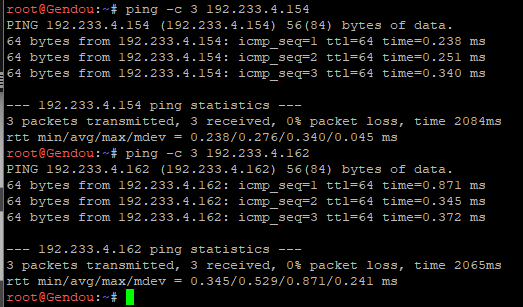 root@Gendou:~# ping -c 3 192.233.4.154
PING 192.233.4.154 (192.233.4.154) 56(84) bytes of data.
64 bytes from 192.233.4.154: icmp_seq=1 ttl=64 time=0.238 ms
64 bytes from 192.233.4.154: icmp_seq=2 ttl=64 time=0.251 ms
64 bytes from 192.233.4.154: icmp_seq=3 ttl=64 time=0.340 ms

--- 192.233.4.154 ping statistics ---
3 packets transmitted, 3 received, 0% packet loss, time 2084ms
rtt min/avg/max/mdev = 0.238/0.276/0.340/0.045 ms
root@Gendou:~# ping -c 3 192.233.4.162
PING 192.233.4.162 (192.233.4.162) 56(84) bytes of data.
64 bytes from 192.233.4.162: icmp_seq=1 ttl=64 time=0.871 ms
64 bytes from 192.233.4.162: icmp_seq=2 ttl=64 time=0.345 ms
64 bytes from 192.233.4.162: icmp_seq=3 ttl=64 time=0.372 ms

--- 192.233.4.162 ping statistics ---
3 packets transmitted, 3 received, 0% packet loss, time 2065ms
rtt min/avg/max/mdev = 0.345/0.529/0.871/0.241 ms
root@Gendou:~#